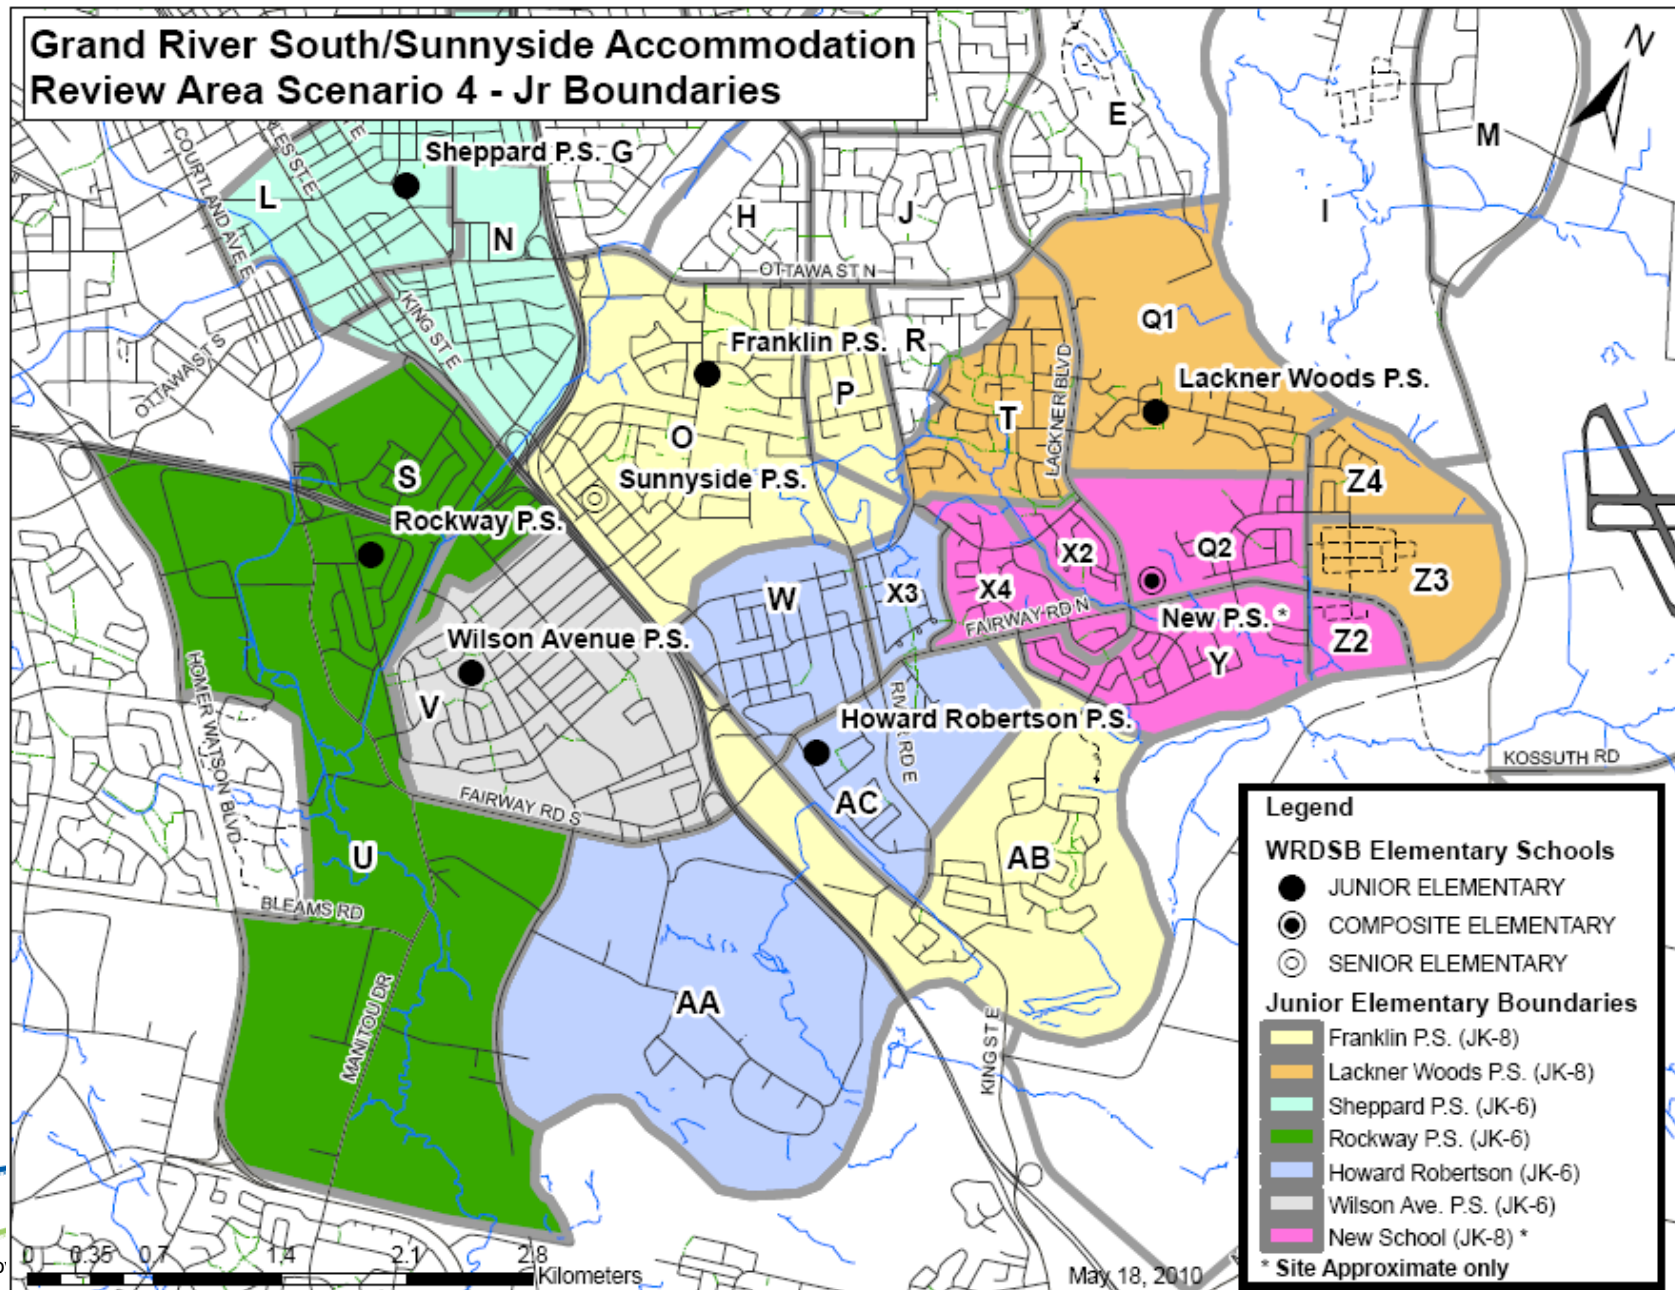 Grand River South/Sunnyside Accommodation
Review Area Scenario 4 - Jr Boundaries
N
E
M
COURTLAND AVE E
Sheppard P.S.
G
L
H
J
I
N
OTTAWA ST N
KING ST E
OTTAWA ST S
Q1
Franklin P.S.
R
P
LACKNER BLVD
Lackner Woods P.S.
T
O
S
Sunnyside P.S.
Z4
Rockway P.S.
X2
Q2
Z3
W
X3
X4
FAIRWAY RD N
New P.S. *
Z2
Wilson Avenue P.S.
Y
V
HOMER WATSON BLVD
Howard Robertson P.S.
RIVER RD E
KOSSUTH RD
FAIRWAY RD S
AC
U
AB
BLEAMS RD
AA
MANITOU DR
KING ST E
Legend
WRDSB Elementary Schools
JUNIOR ELEMENTARY
COMPOSITE ELEMENTARY
SENIOR ELEMENTARY
Junior Elementary Boundaries
Franklin P.S. (JK-8)
Lackner Woods P.S. (JK-8)
Sheppard P.S. (JK-6)
Rockway P.S. (JK-6)
Howard Robertson (JK-6)
Wilson Ave. P.S. (JK-6)
New School (JK-8) *
* Site Approximate only
0 0.35 0.7 1.4 2.1 2.8
Kilometers
May 18, 2010